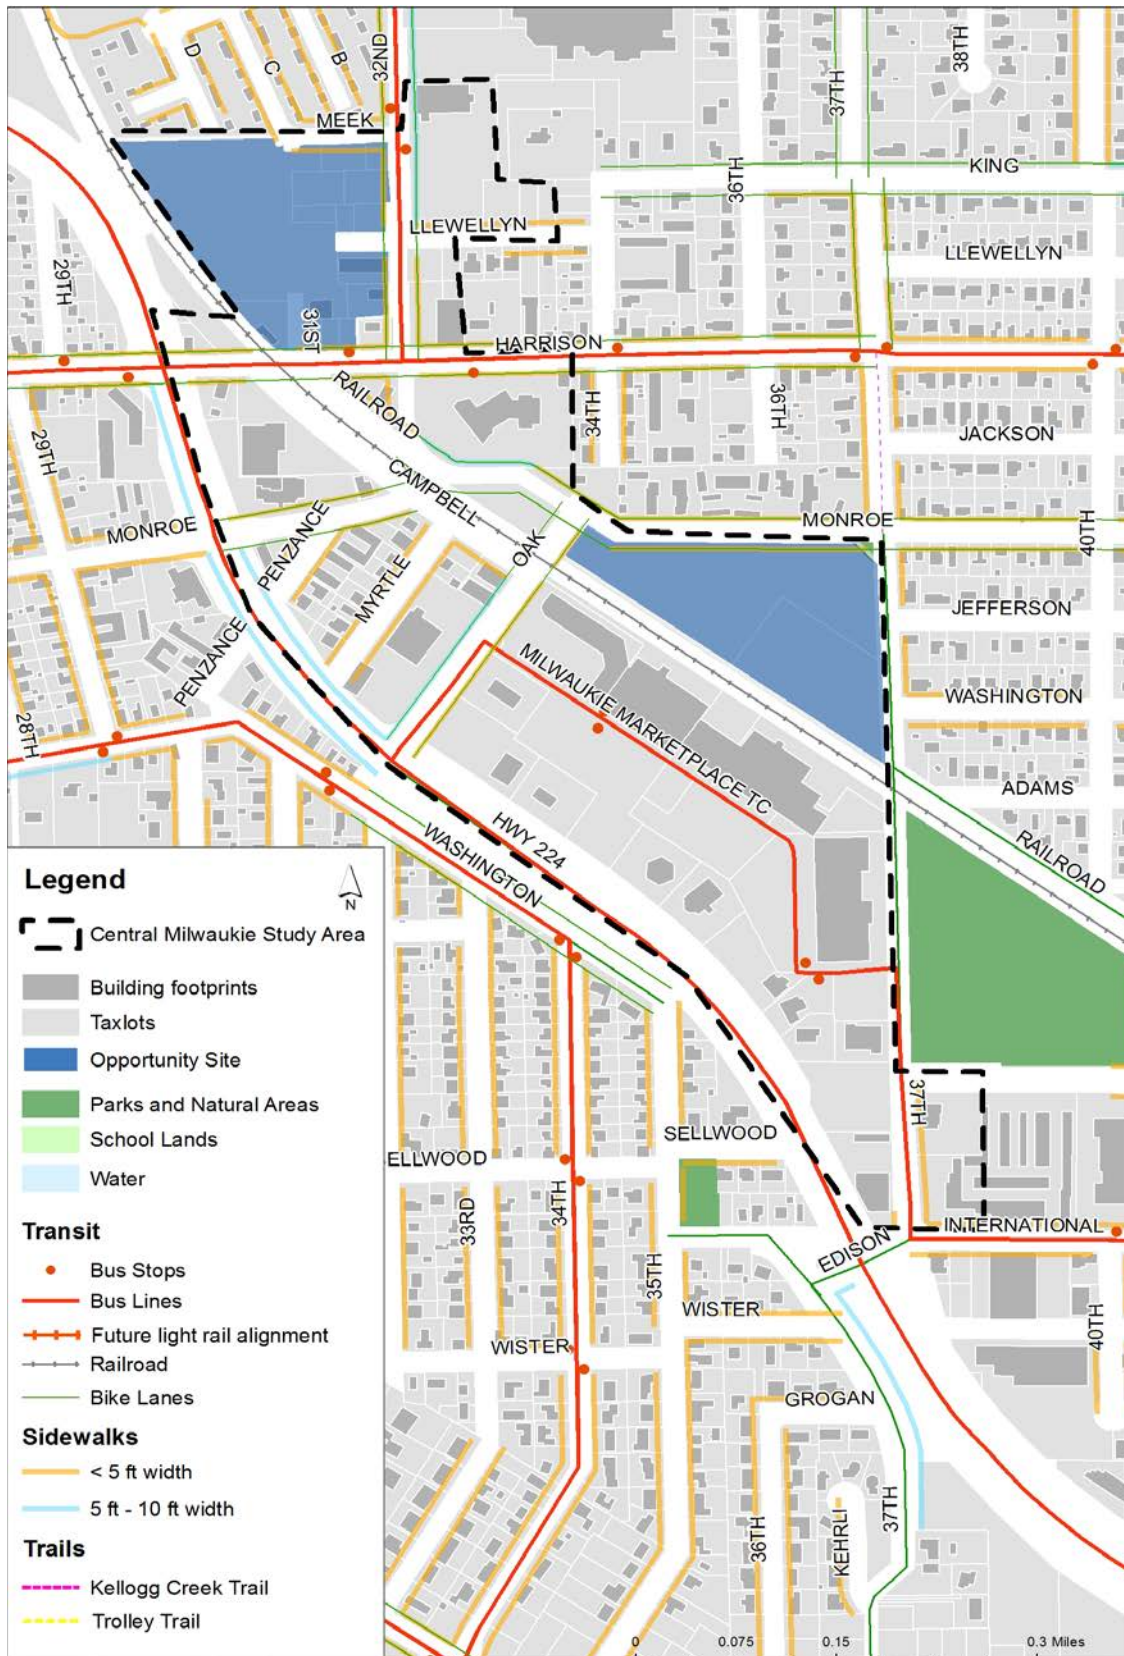 D
C
B
32ND
38TH
37TH
MEEK
36TH
KING
LLEWELLYN
LLEWELLYN
29TH
31ST
HARRISON
RAILROAD
34TH
36TH
29TH
JACKSON
CAMPBELL
MONROE
MONROE
PENZANCE
OAK
40TH
MYRTLE
JEFFERSON
PENZANCE
MILWAUKIE MARKETPLACE TC
WASHINGTON
28TH
ADAMS
HWY 224
WASHINGTON
RAILROAD
37TH
SELLWOOD
ELLWOOD
33RD
34TH
INTERNATIONAL
EDISON
35TH
WISTER
40TH
WISTER
GROGAN
37TH
36TH
KEHRLI
Legend
N
Central Milwaukie Study Area
Building footprints
Taxlots
Opportunity Site
Parks and Natural Areas
School Lands
Water
Transit
Bus Stops
Bus Lines
Future light rail alignment
Railroad
Bike Lanes
Sidewalks
< 5 ft width
5 ft - 10 ft width
Trails
Kellogg Creek Trail
Trolley Trail
0 0.075 0.15 0.3 Miles